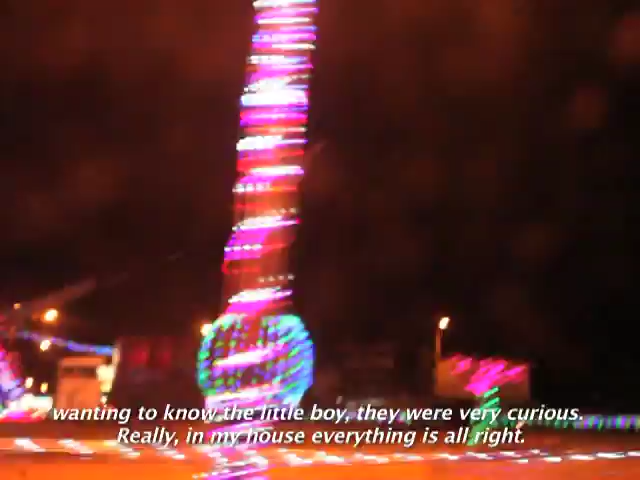 wanting to know the little boy, they were very curious.
Really, in my house everything is all right.